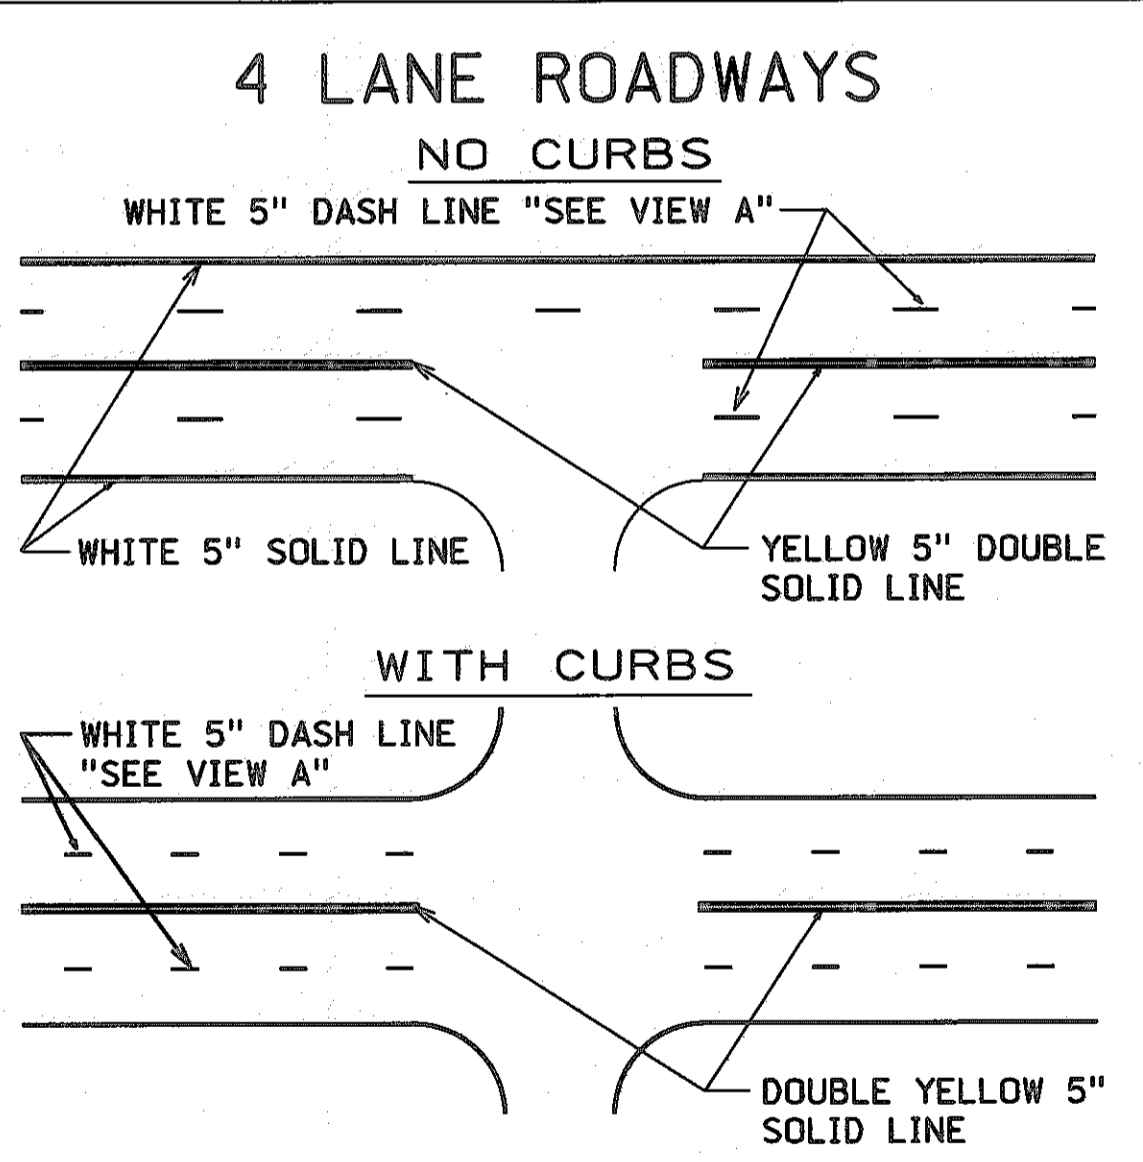 4 LANE ROADWAYS
NO CURBS
WHITE 5" DASH LINE "SEE VIEW A"
WHITE 5" SOLID LINE
YELLOW 5" DOUBLE
SOLID LINE
WITH CURBS
WHITE 5" DASH LINE
"SEE VIEW A"
DOUBLE YELLOW 5"
SOLID LINE